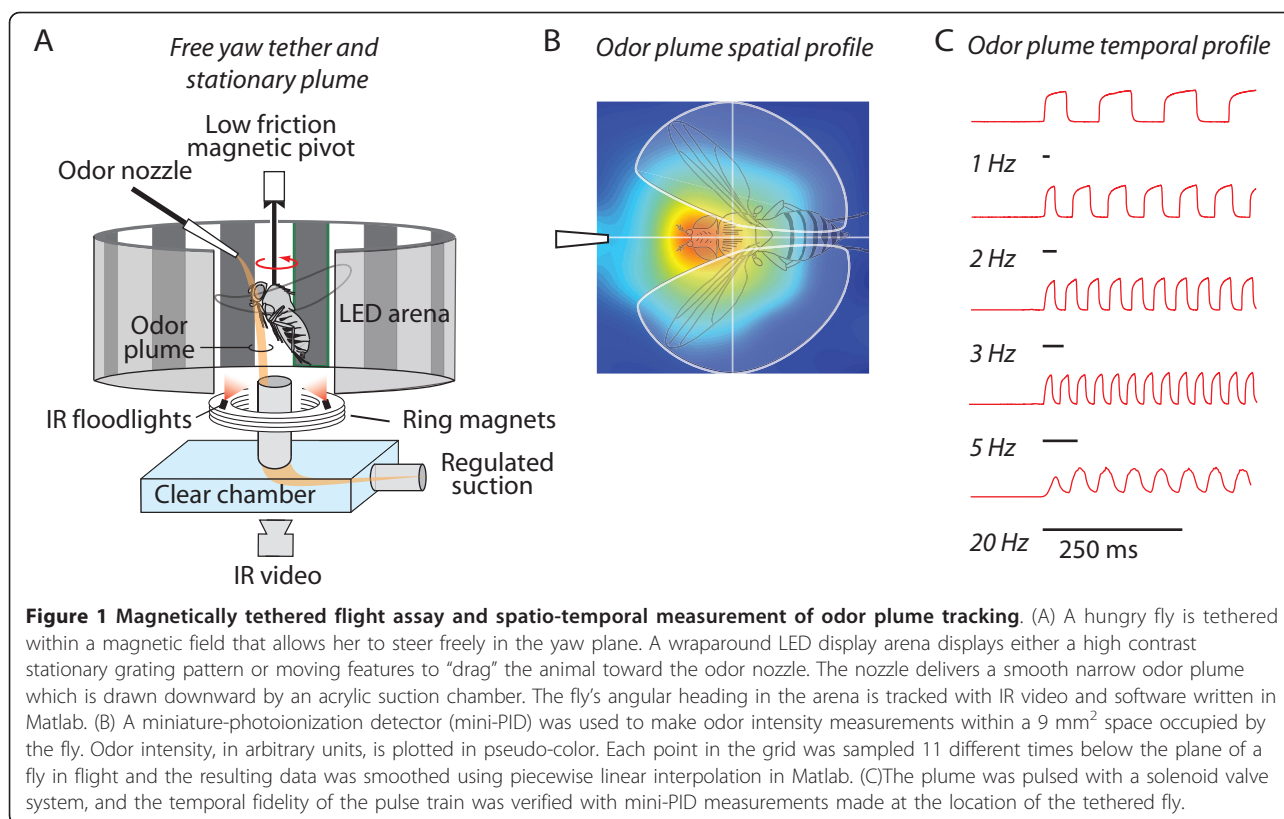 A
Free yaw tether and
stationary plume
Low friction
magnetic pivot
Odor nozzle
LED arena
Odor
plume
IR floodlights
Ring magnets
Regulated
suction
Clear chamber
IR video
B
Odor plume spatial profile
C
Odor plume temporal profile
1 Hz
2 Hz
3 Hz
5 Hz
20 Hz
250 ms
Figure 1 Magnetically tethered flight assay and spatio-temporal measurement of odor plume tracking. (A) A hungry fly is tethered
within a magnetic field that allows her to steer freely in the yaw plane. A wraparound LED display arena displays either a high contrast
stationary grating pattern or moving features to “drag” the animal toward the odor nozzle. The nozzle delivers a smooth narrow odor plume
which is drawn downward by an acrylic suction chamber. The fly’s angular heading in the arena is tracked with IR video and software written in
Matlab. (B) A miniature-photoionization detector (mini-PID) was used to make odor intensity measurements within a 9 mm² space occupied by
the fly. Odor intensity, in arbitrary units, is plotted in pseudo-color. Each point in the grid was sampled 11 different times below the plane of a
fly in flight and the resulting data was smoothed using piecewise linear interpolation in Matlab. (C)The plume was pulsed with a solenoid valve
system, and the temporal fidelity of the pulse train was verified with mini-PID measurements made at the location of the tethered fly.